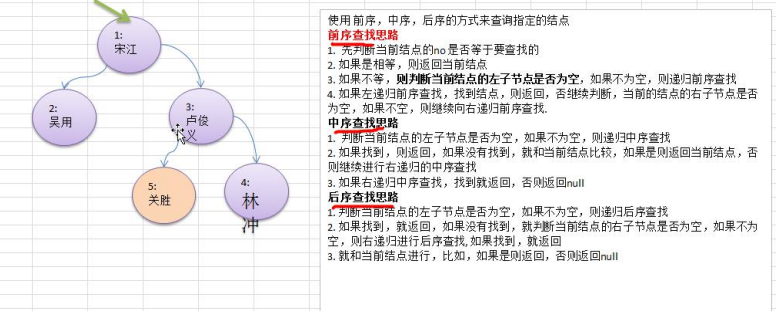 1:
宋江
2:
吴用
3:
卢俊
义
5:
关胜
4:
林
冲
使用前序，中序，后序的方式来查询指定的结点
前序查找思路
1. 先判断当前结点的no 是否等于要查找的
2. 如果是相等，则返回当前结点
3. 如果不等，则判断当前结点的左子节点是否为空，如果不为空，则递归前序查找
4. 如果左递归前序查找，找到结点，则返回，否继续判断，当前的结点的右子节点是否
为空，如果不空，则继续向右递归前序查找.
中序查找思路
1. 判断当前结点的左子节点是否为空，如果不为空，则递归中序查找
2. 如果找到，则返回，如果没有找到，就和当前结点比较，如果是则返回当前结点，否
则继续进行右递归的中序查找
3. 如果右递归中序查找，找到就返回，否则返回null
后序查找思路
1. 判断当前结点的左子节点是否为空，如果不为空，则递归后序查找
2. 如果找到，就返回，如果没有找到，就判断当前结点的右子节点是否为空，如果不为
空，则右递归进行后序查找, 如果找到，就返回
3. 就和当前结点进行，比如，如果是则返回，否则返回null